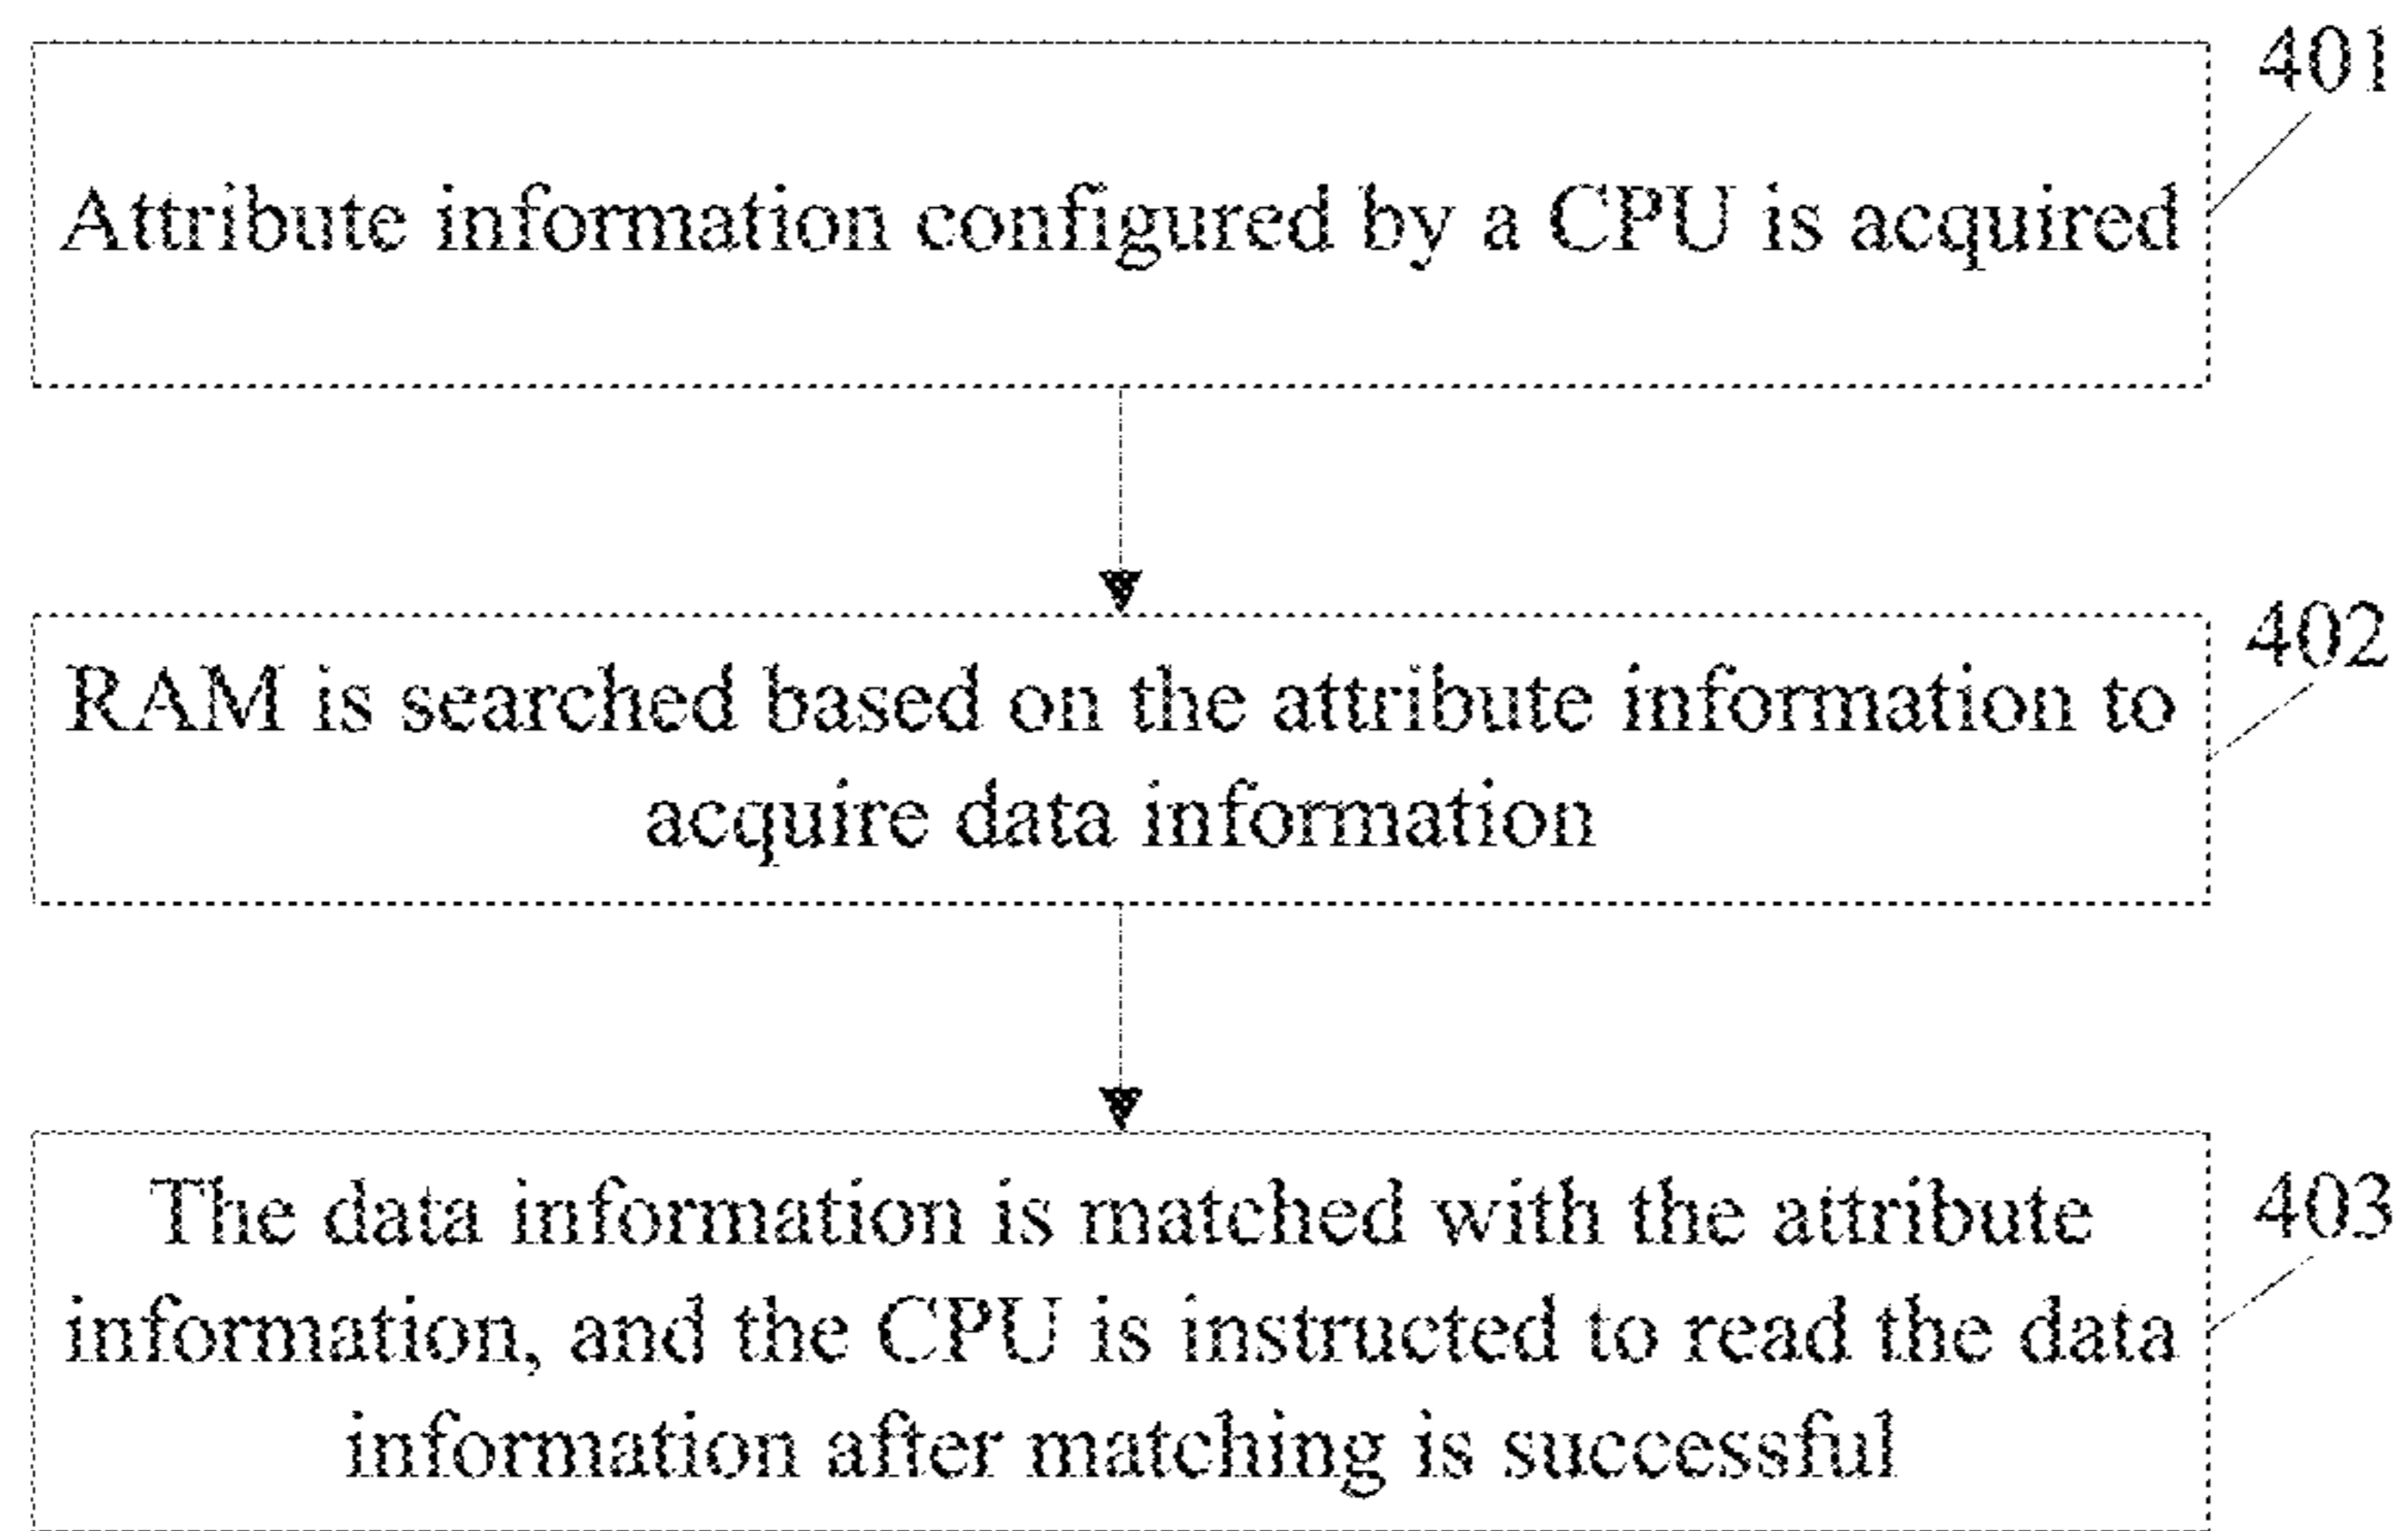 401
Attribute information configured by a CPU is acquired
402
RAM is searched based on the attribute information to
acquire data information
403
The data information is matched with the attribute
information, and the CPU is instructed to read the data
information after matching is successful